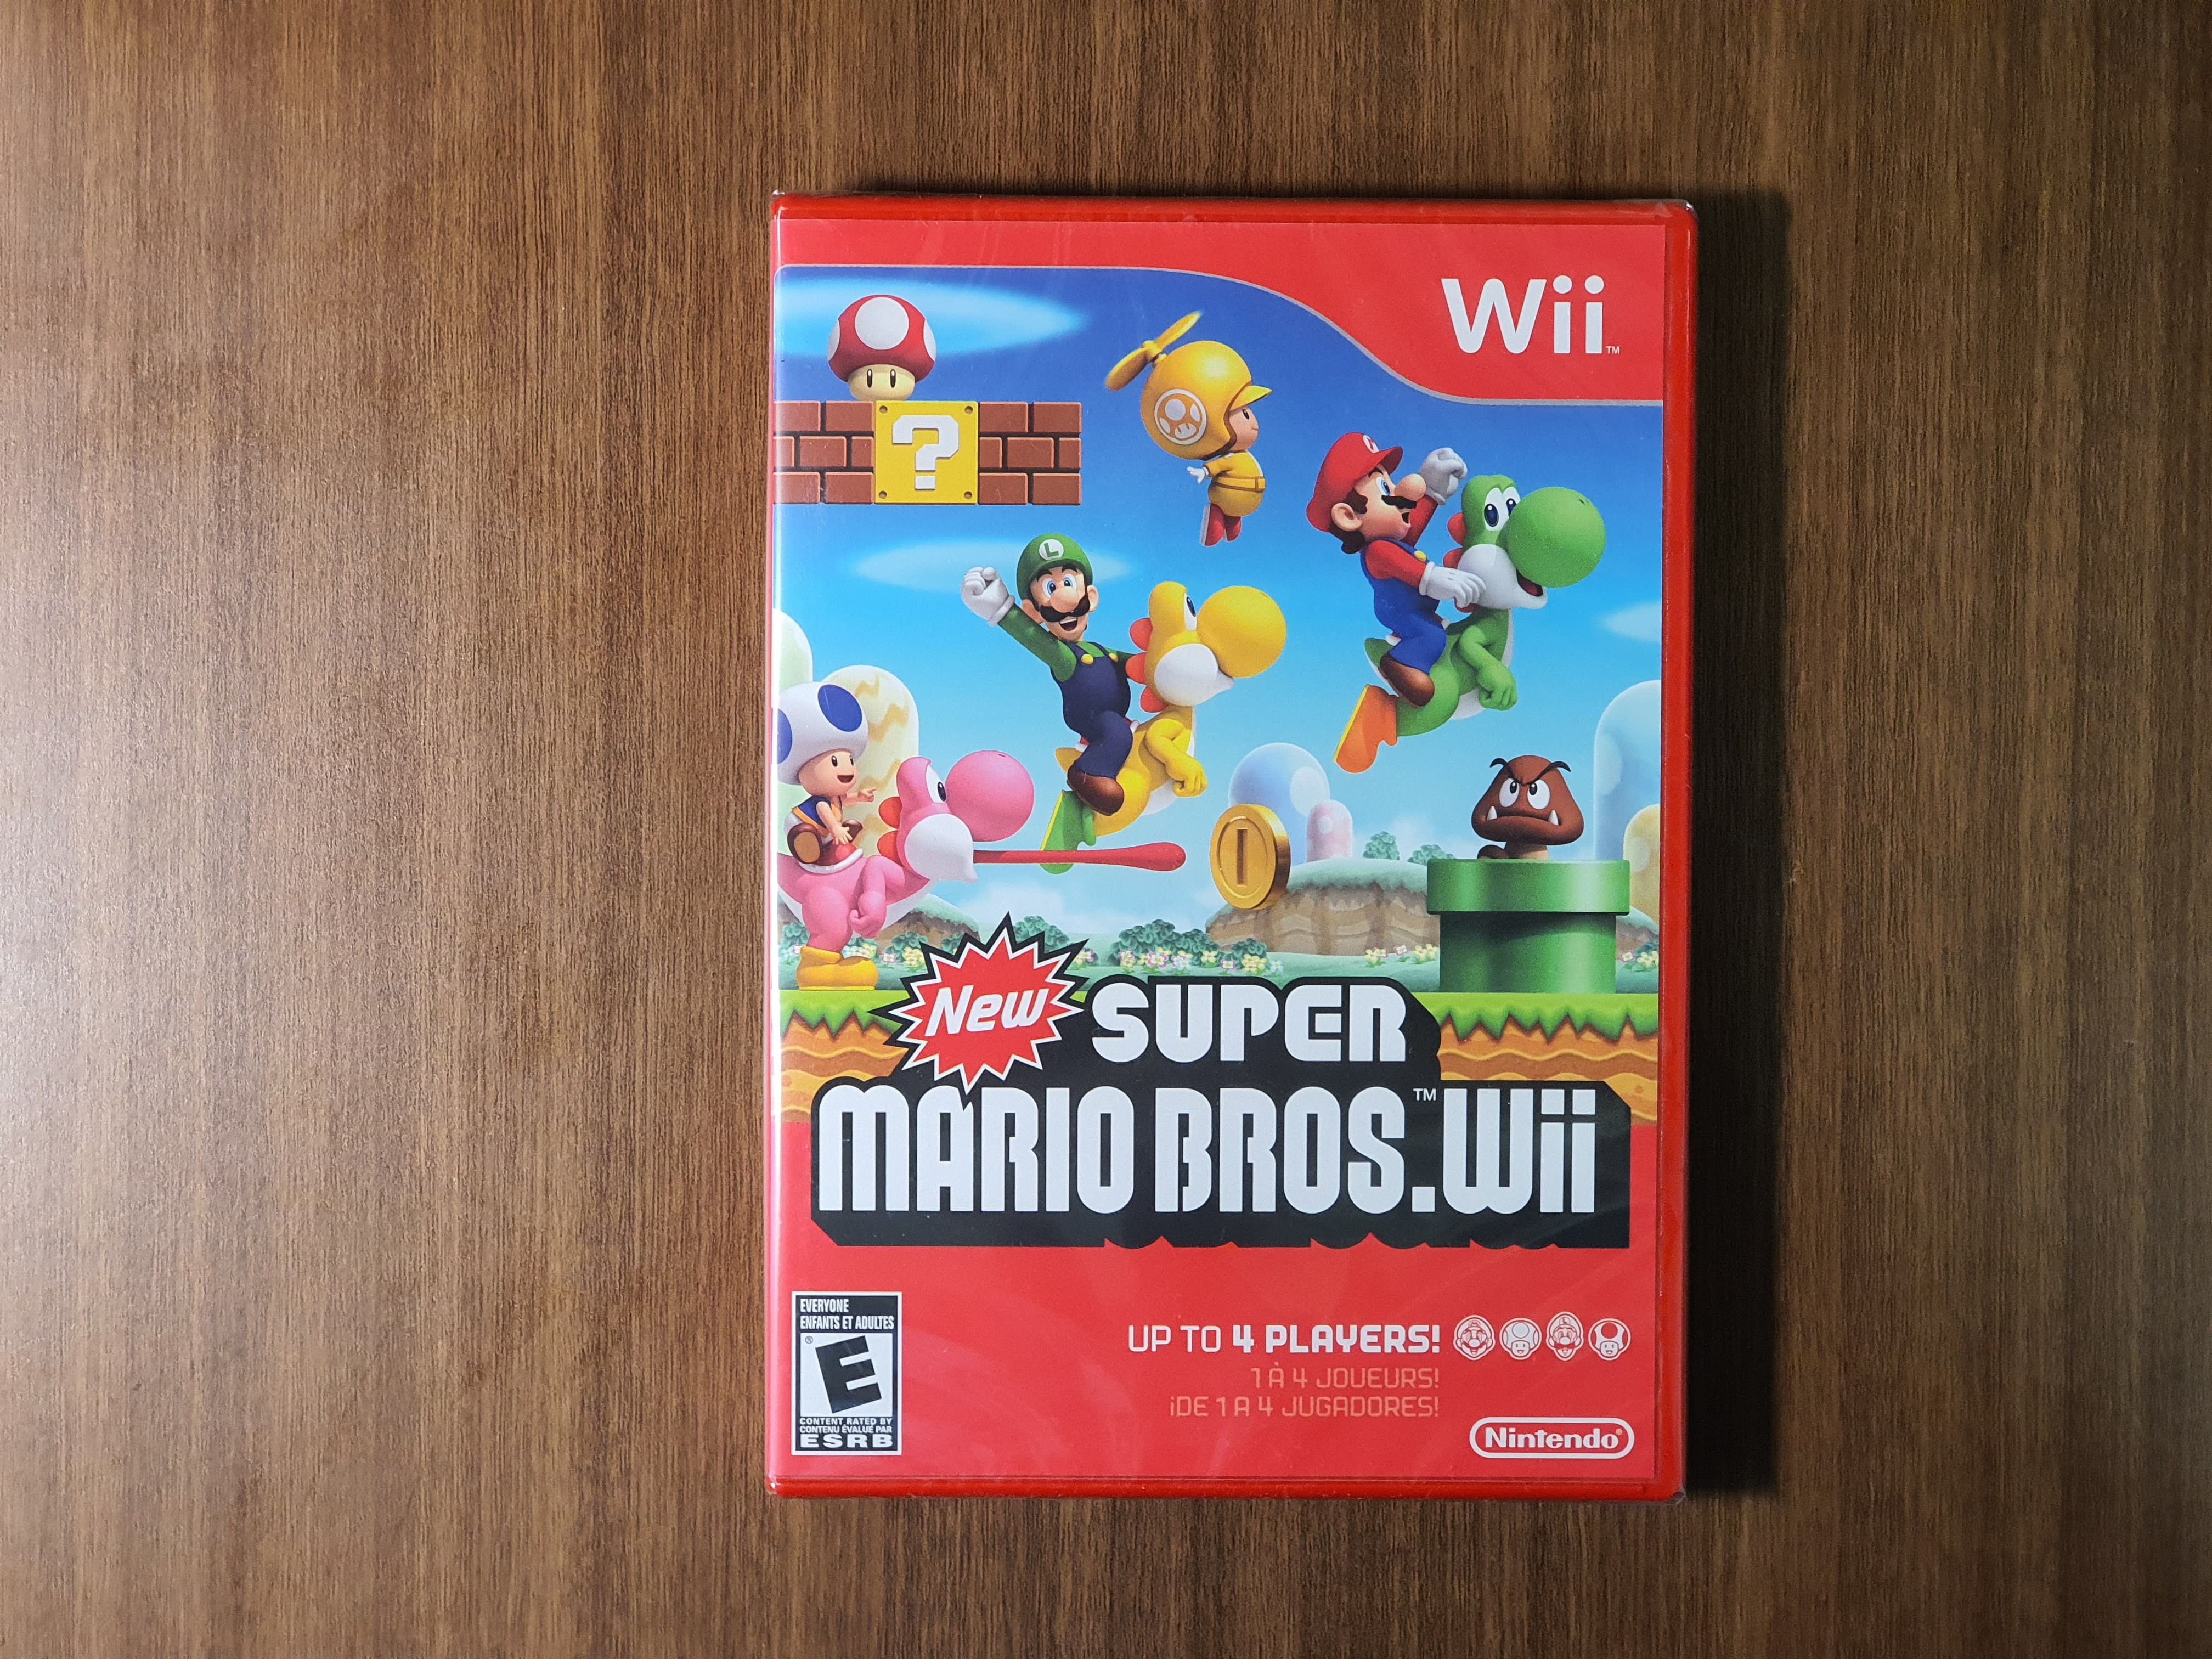 Wii™
?
L
New SUPER
MARIO BROS.™Wii
EVERYONE
ENFANTS ET ADULTES
E®
CONTENT RATED BY
CONTENU ÉVALUÉ PAR
ESRB
UP TO 4 PLAYERS!
1 À 4 JOUEURS!
¡DE 1 A 4 JUGADORES!
Nintendo®